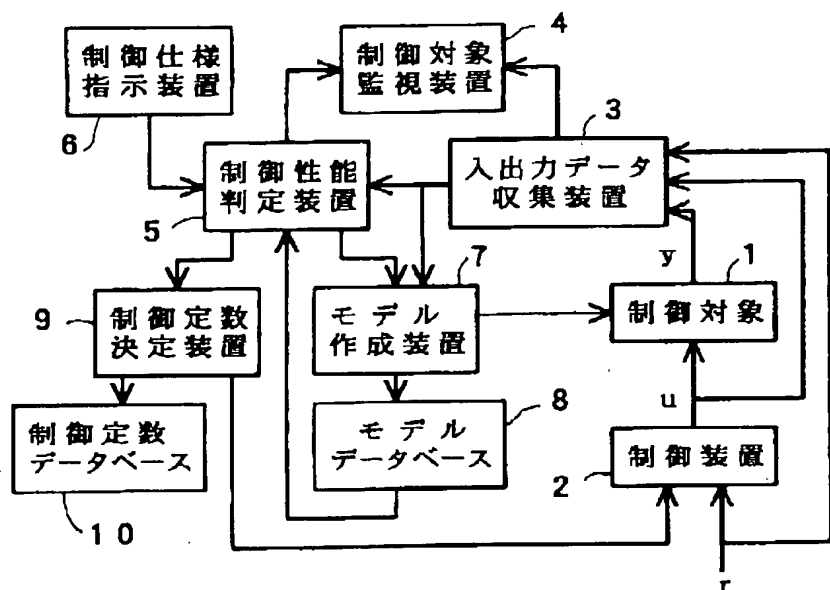 制御仕様
指示装置
6
制御対象
監視装置
4
入出力データ
収集装置
3
制御性能
判定装置
5
y
制御対象
1
モデル
作成装置
7
制御定数
決定装置
9
u
制御装置
2
モデル
データベース
8
制御定数
データベース
10
r